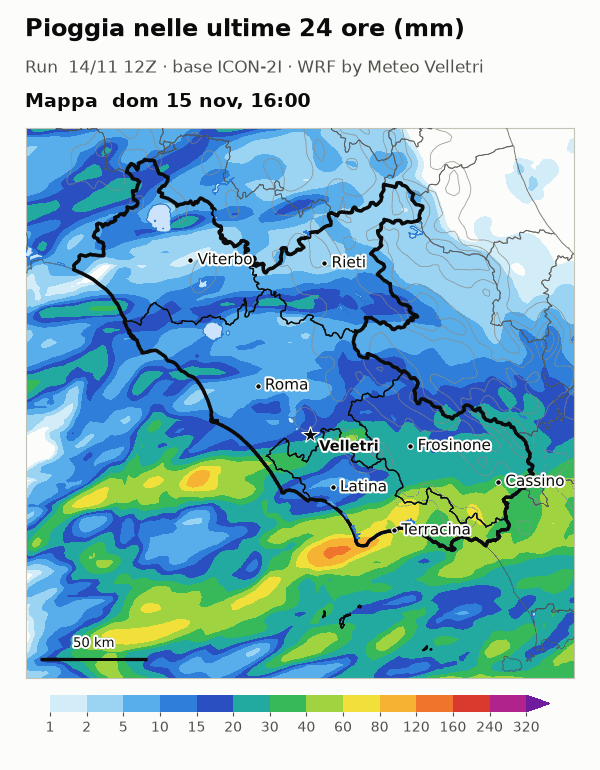 Pioggia nelle ultime 24 ore (mm)
Run  14/11 12Z · base ICON-2I · WRF by Meteo Velletri
Mappa  dom 15 nov, 16:00
Viterbo
Rieti
Roma
Velletri
Frosinone
Latina
Cassino
Terracina
50 km
1 2 5 10 15 20 30 40 60 80 120 160 240 320